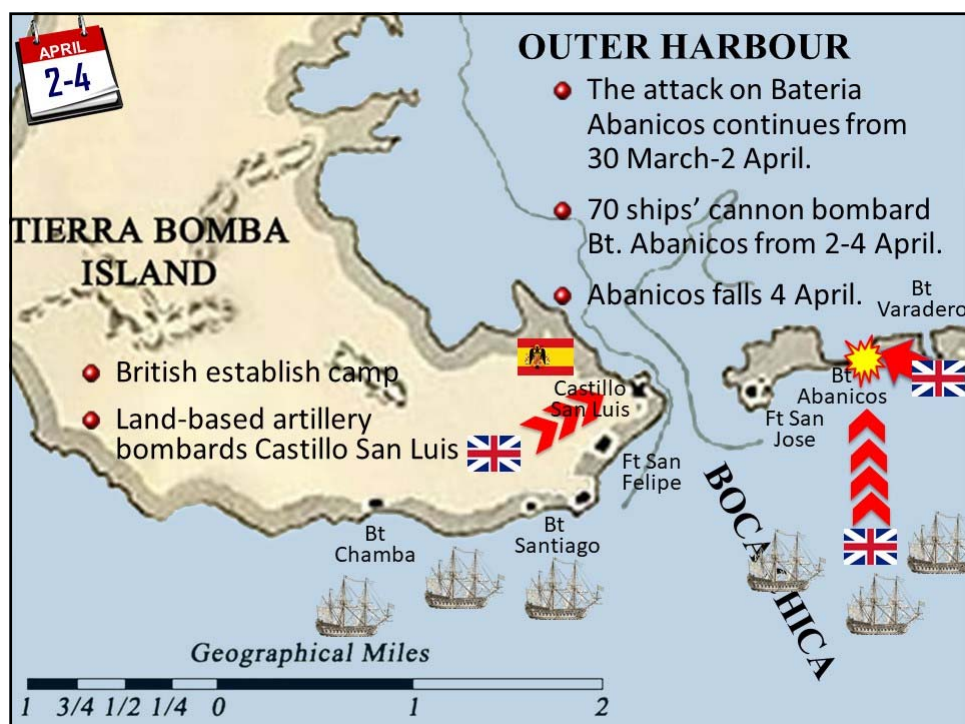 APRIL
2-4
OUTER HARBOUR
The attack on Bateria
Abanicos continues from
30 March-2 April.
70 ships' cannon bombard
Bt. Abanicos from 2-4 April.
Abanicos falls 4 April.
TIERRA BOMBA
ISLAND
British establish camp
Land-based artillery
bombards Castillo San Luis
Castillo
San Luis
Ft San
Felipe
Bt
Varadero
Bt
Abanicos
Ft San
Jose
Bt
Chamba
Bt
Santiago
BOCA HICA
Geographical Miles
1 3/4 1/2 1/4 0 1 2